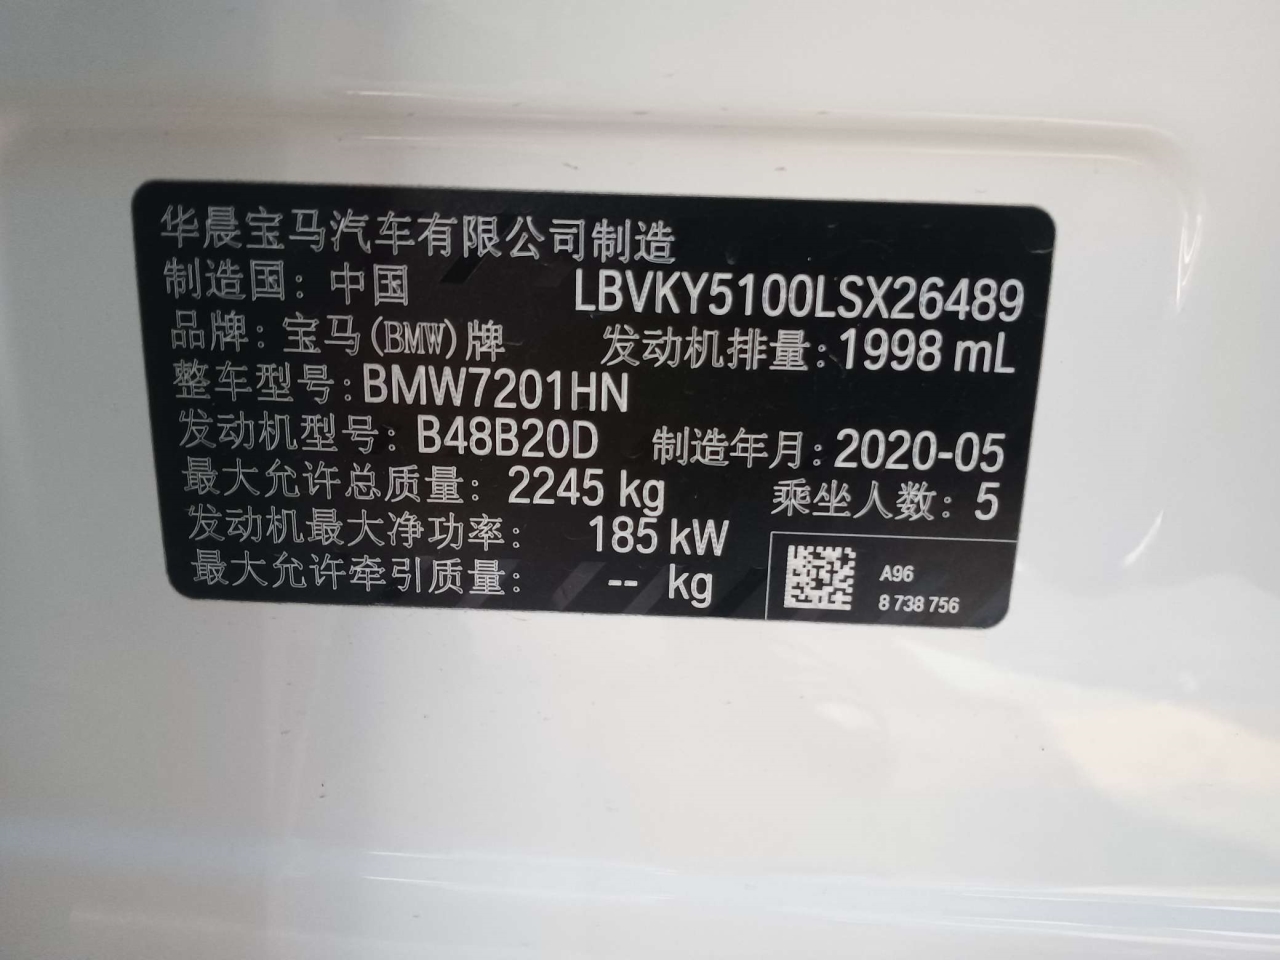 华晨宝马汽车有限公司制造
制造国：中国 LBVKY5100LSX26489
品牌：宝马(BMW)牌 发动机排量：1998 mL
整车型号：BMW7201HN
发动机型号：B48B20D 制造年月：2020-05
最大允许总质量：2245 kg 乘坐人数：5
发动机最大净功率：185 kW
最大允许牵引质量：-- kg
A96
8 738 756